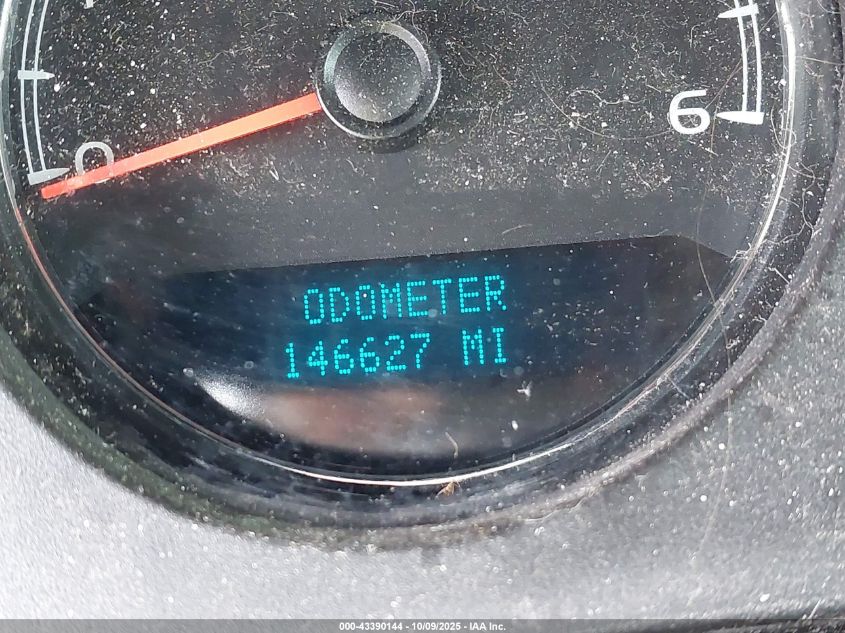 0
6
ODOMETER
146627 MI
000-43390144 - 10/09/2025 - IAA Inc.